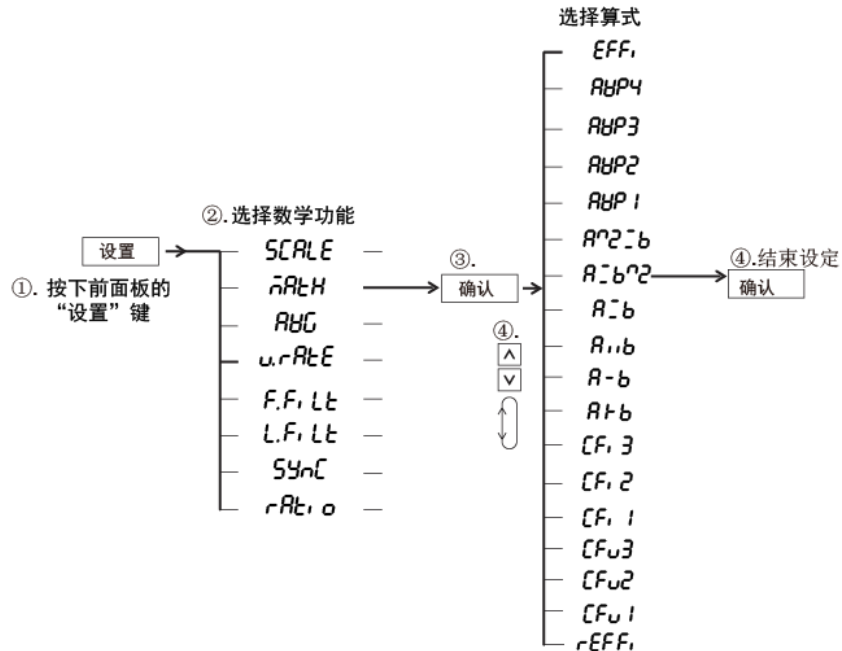 选择算式
EFFi
AVP4
AVP3
AVP2
AVP1
②.选择数学功能
A^2÷b
设置
SCALE
③.
A÷b^2
④.结束设定
①. 按下前面板的
“设置”键
MAtH
确认
确认
AVG
④.
A÷b
u.rAtE
A-b
F.FiLt
A+b
L.FiLt
CFi3
SYnC
CFi2
rAtio
CFi1
CFu3
CFu2
CFu1
rEFFi